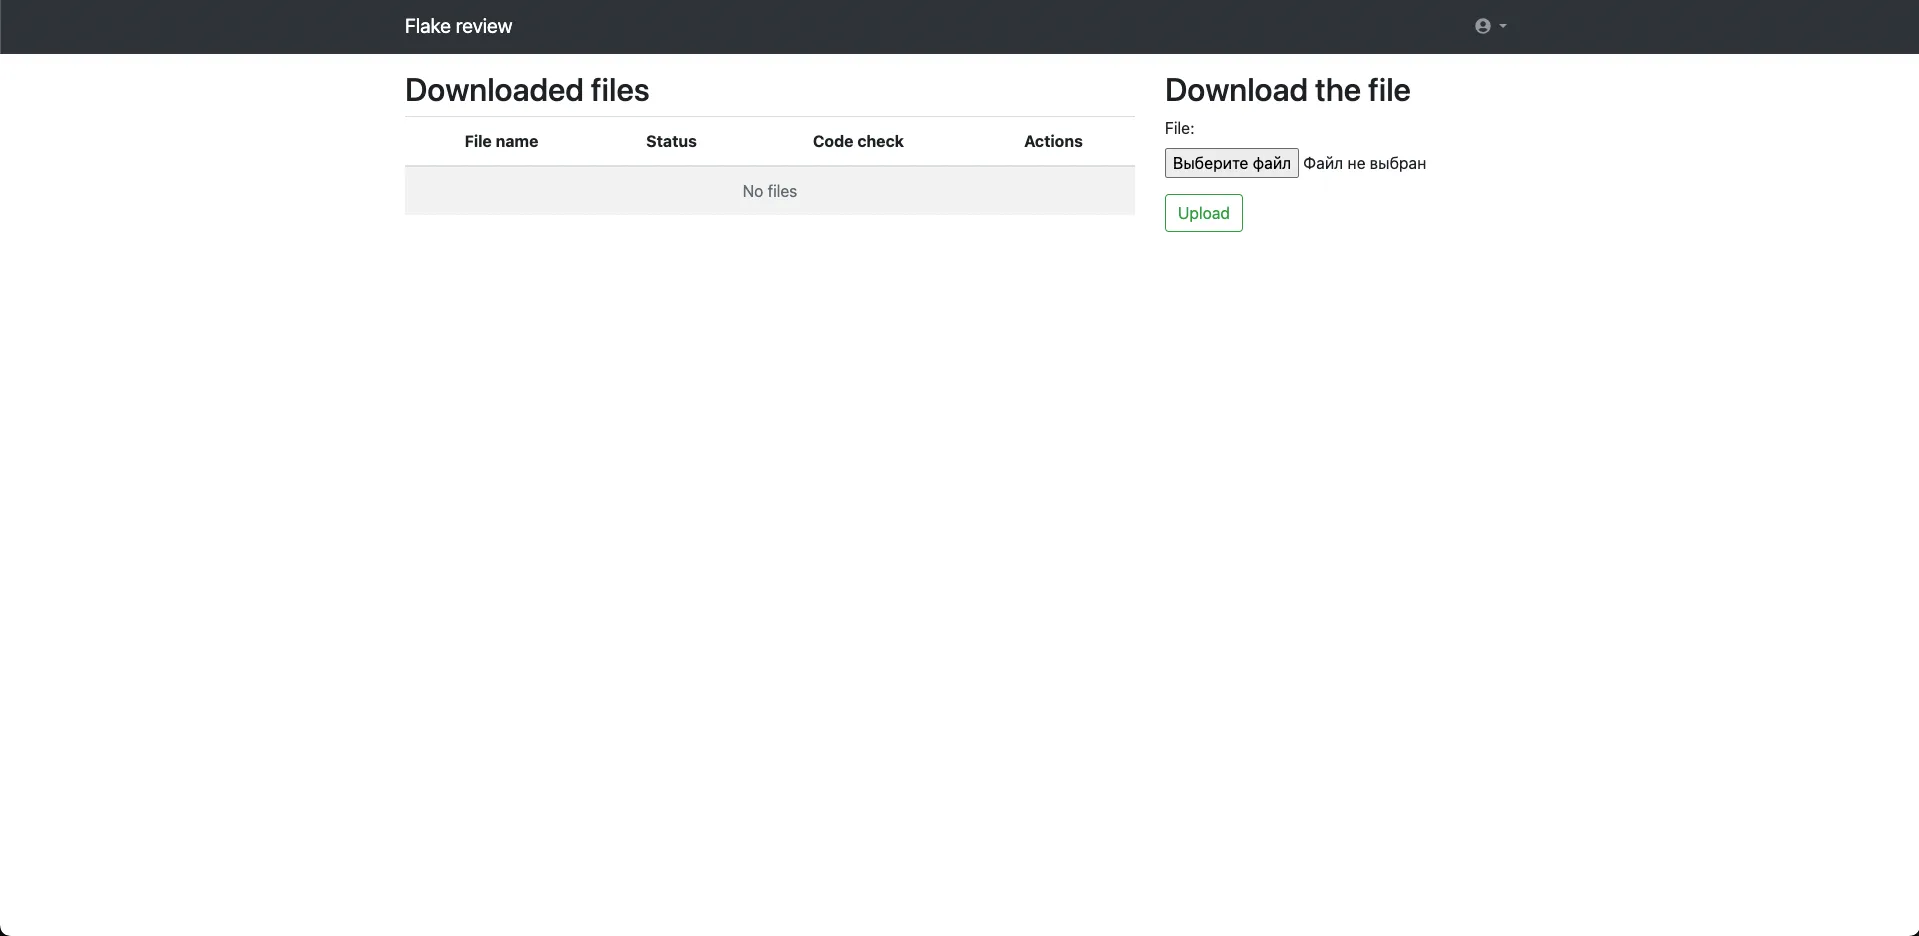 Flake review
Downloaded files
File name Status Code check Actions
No files
Download the file
File:
Выберите файл Файл не выбран
Upload